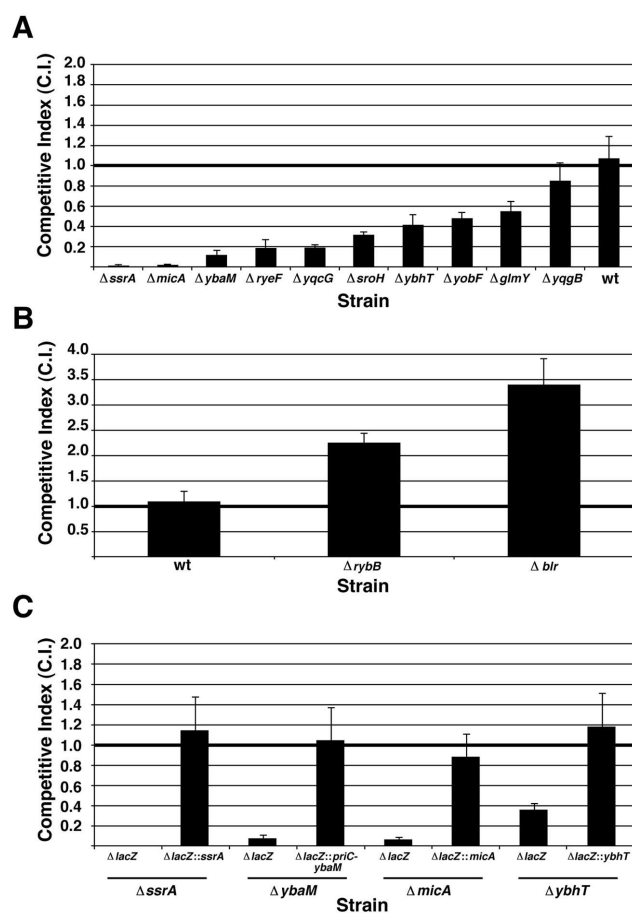 A
Competitive Index (C.I.)
2.0
1.8
1.6
1.4
1.2
1.0
0.8
0.6
0.4
0.2
ΔssrA ΔmicA ΔybaM ΔryeF ΔyqcG ΔsroH ΔybhT ΔyobF ΔglmY ΔyqgB wt
Strain
B
Competitive Index (C.I.)
4.0
3.5
3.0
2.5
2.0
1.5
1.0
0.5
wt ΔrybB Δ blr
Strain
C
Competitive Index (C.I.)
2.0
1.8
1.6
1.4
1.2
1.0
0.8
0.6
0.4
0.2
ΔlacZ ΔlacZ::ssrA ΔlacZ ΔlacZ::priC-ybaM ΔlacZ ΔlacZ::micA ΔlacZ ΔlacZ::ybhT
ΔssrA ΔybaM ΔmicA ΔybhT
Strain